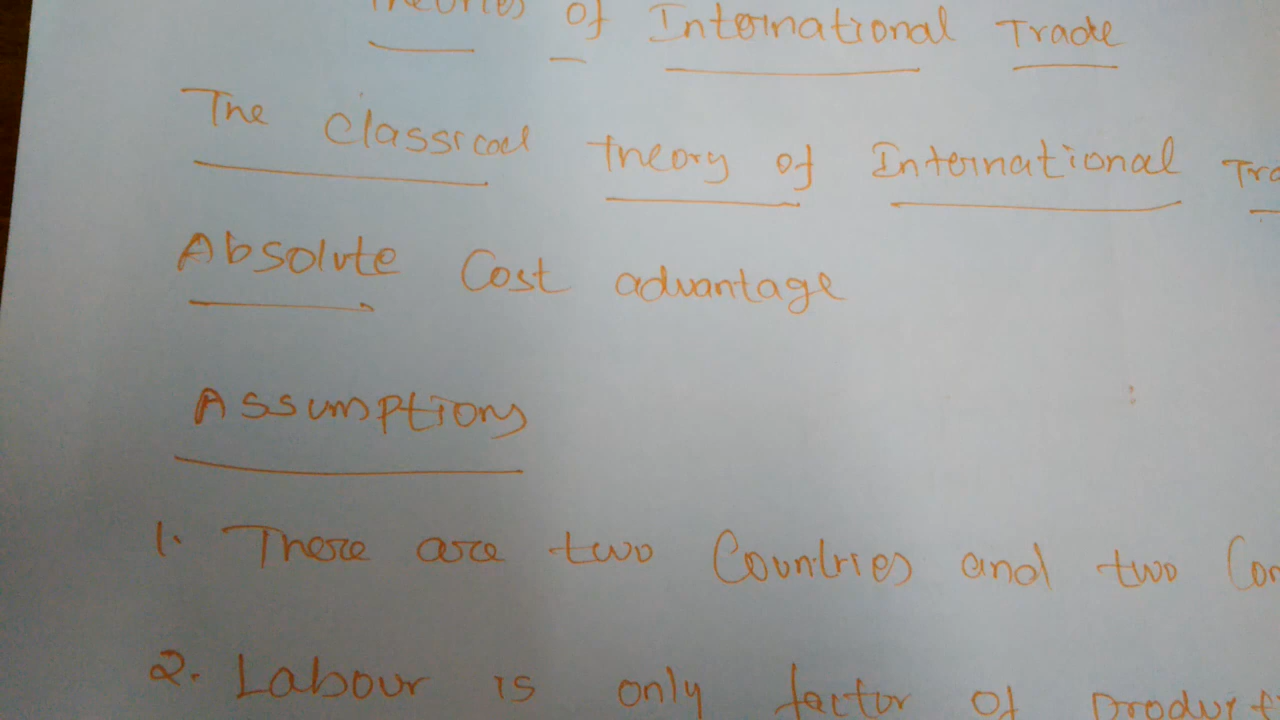 Theories of International Trade
The Classical theory of International
Absolute Cost advantage
Assumptions
1. There are two Countries and two
2. Labour is only factor of